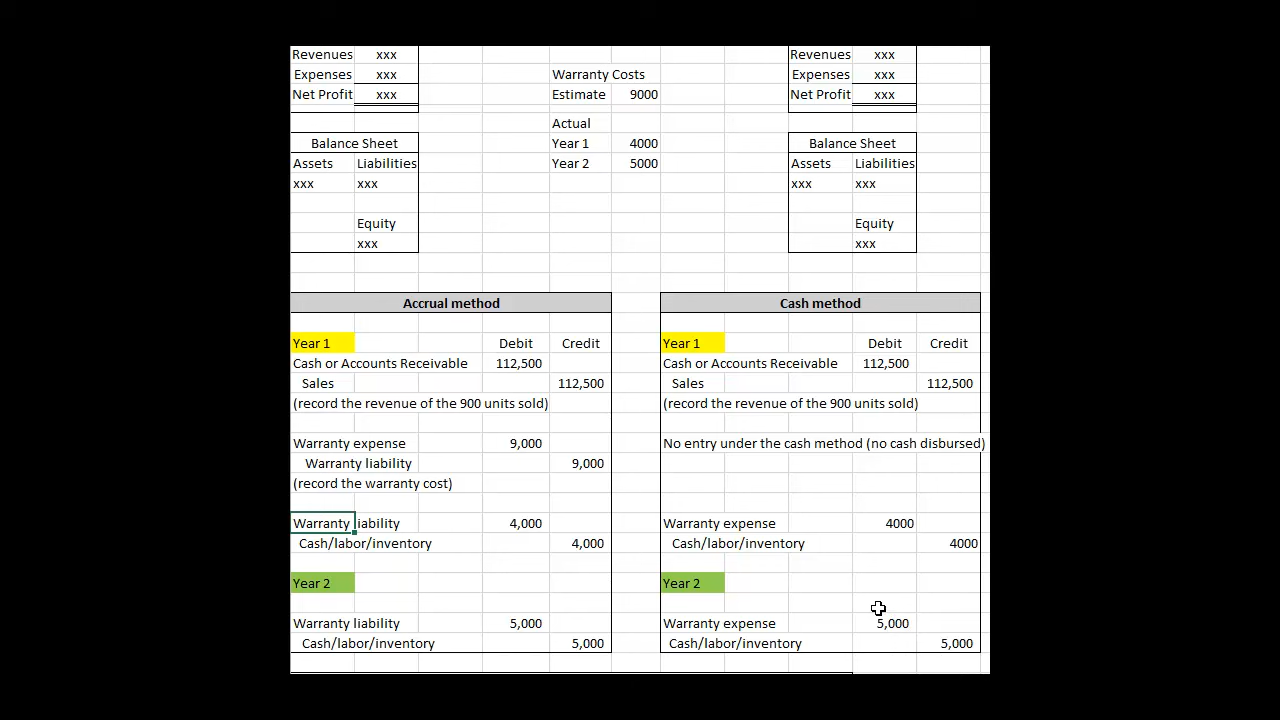 Revenues xxx Revenues xxx
Expenses xxx Warranty Costs Expenses xxx
Net Profit xxx Estimate 9000 Net Profit xxx
Actual
Balance Sheet Year 1 4000 Balance Sheet
Assets Liabilities Year 2 5000 Assets Liabilities
xxx xxx xxx xxx
Equity Equity
xxx xxx
Accrual method Cash method
Year 1 Debit Credit Year 1 Debit Credit
Cash or Accounts Receivable 112,500 Cash or Accounts Receivable 112,500
Sales 112,500 Sales 112,500
(record the revenue of the 900 units sold) (record the revenue of the 900 units sold)
Warranty expense 9,000 No entry under the cash method (no cash disbursed)
Warranty liability 9,000
(record the warranty cost)
Warranty liability 4,000 Warranty expense 4000
Cash/labor/inventory 4,000 Cash/labor/inventory 4000
Year 2 Year 2
Warranty liability 5,000 Warranty expense 5,000
Cash/labor/inventory 5,000 Cash/labor/inventory 5,000